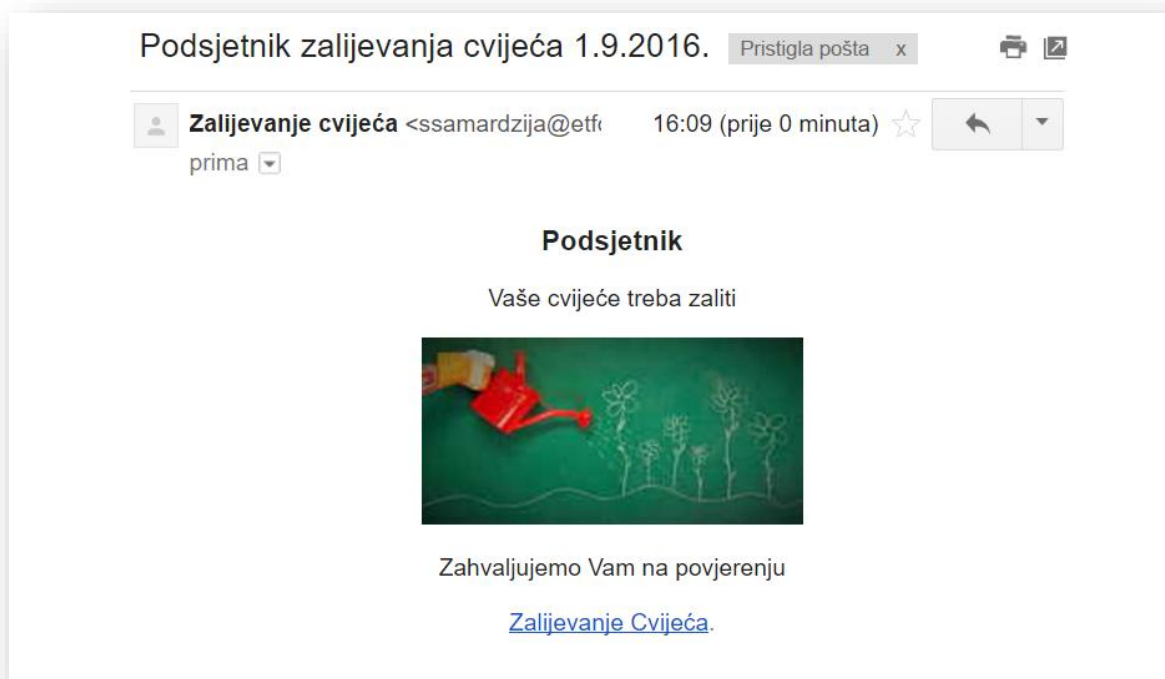 Podsjetnik zalijevanja cvijeća 1.9.2016. Pristigla pošta x
Zalijevanje cvijeća <ssamardzija@etf 16:09 (prije 0 minuta)
prima
Podsjetnik
Vaše cvijeće treba zaliti
Zahvaljujemo Vam na povjerenju
Zalijevanje Cvijeća.